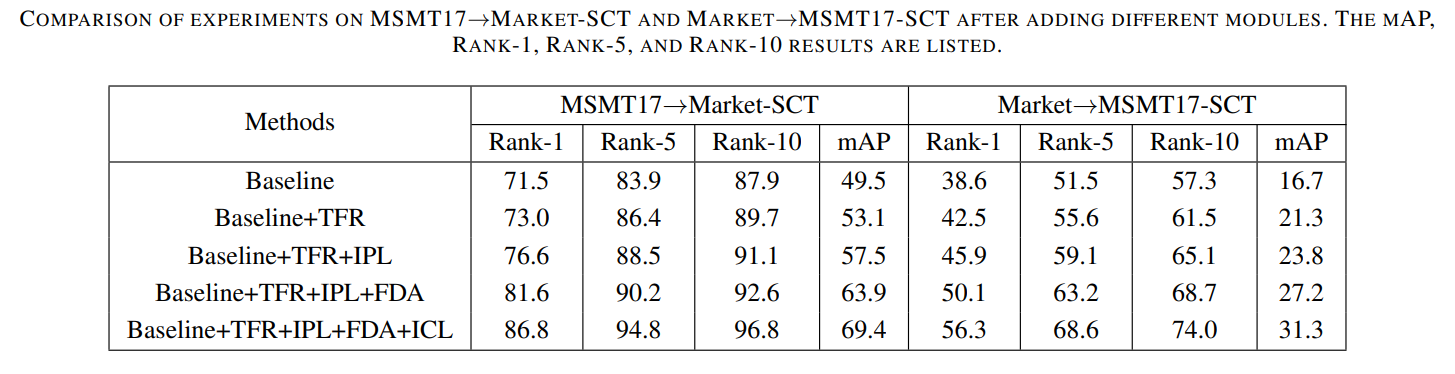 COMPARISON OF EXPERIMENTS ON MSMT17→MARKET-SCT AND MARKET→MSMT17-SCT AFTER ADDING DIFFERENT MODULES. THE MAP,
RANK-1, RANK-5, AND RANK-10 RESULTS ARE LISTED.
Methods MSMT17→Market-SCT Market→MSMT17-SCT
Rank-1 Rank-5 Rank-10 mAP Rank-1 Rank-5 Rank-10 mAP
Baseline 71.5 83.9 87.9 49.5 38.6 51.5 57.3 16.7
Baseline+TFR 73.0 86.4 89.7 53.1 42.5 55.6 61.5 21.3
Baseline+TFR+IPL 76.6 88.5 91.1 57.5 45.9 59.1 65.1 23.8
Baseline+TFR+IPL+FDA 81.6 90.2 92.6 63.9 50.1 63.2 68.7 27.2
Baseline+TFR+IPL+FDA+ICL 86.8 94.8 96.8 69.4 56.3 68.6 74.0 31.3